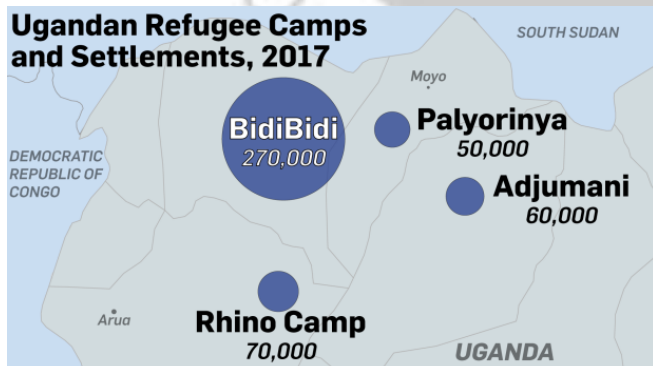 Ugandan Refugee Camps
and Settlements, 2017
SOUTH SUDAN
Moyo
BidiBidi
270,000
Palyorinya
50,000
DEMOCRATIC
REPUBLIC OF
CONGO
Adjumani
60,000
Arua
Rhino Camp
70,000
UGANDA